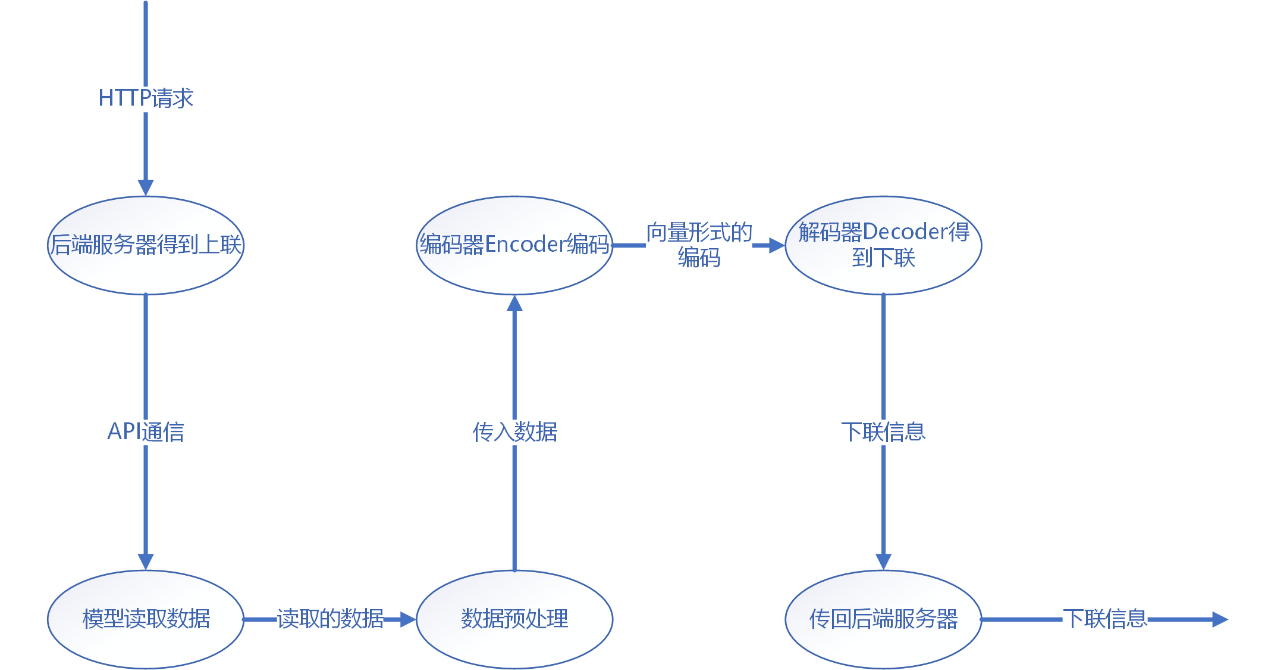 HTTP请求
后端服务器得到上联
API通信
模型读取数据
读取的数据
数据预处理
传入数据
编码器Encoder编码
向量形式的
编码
解码器Decoder得
到下联
下联信息
传回后端服务器
下联信息